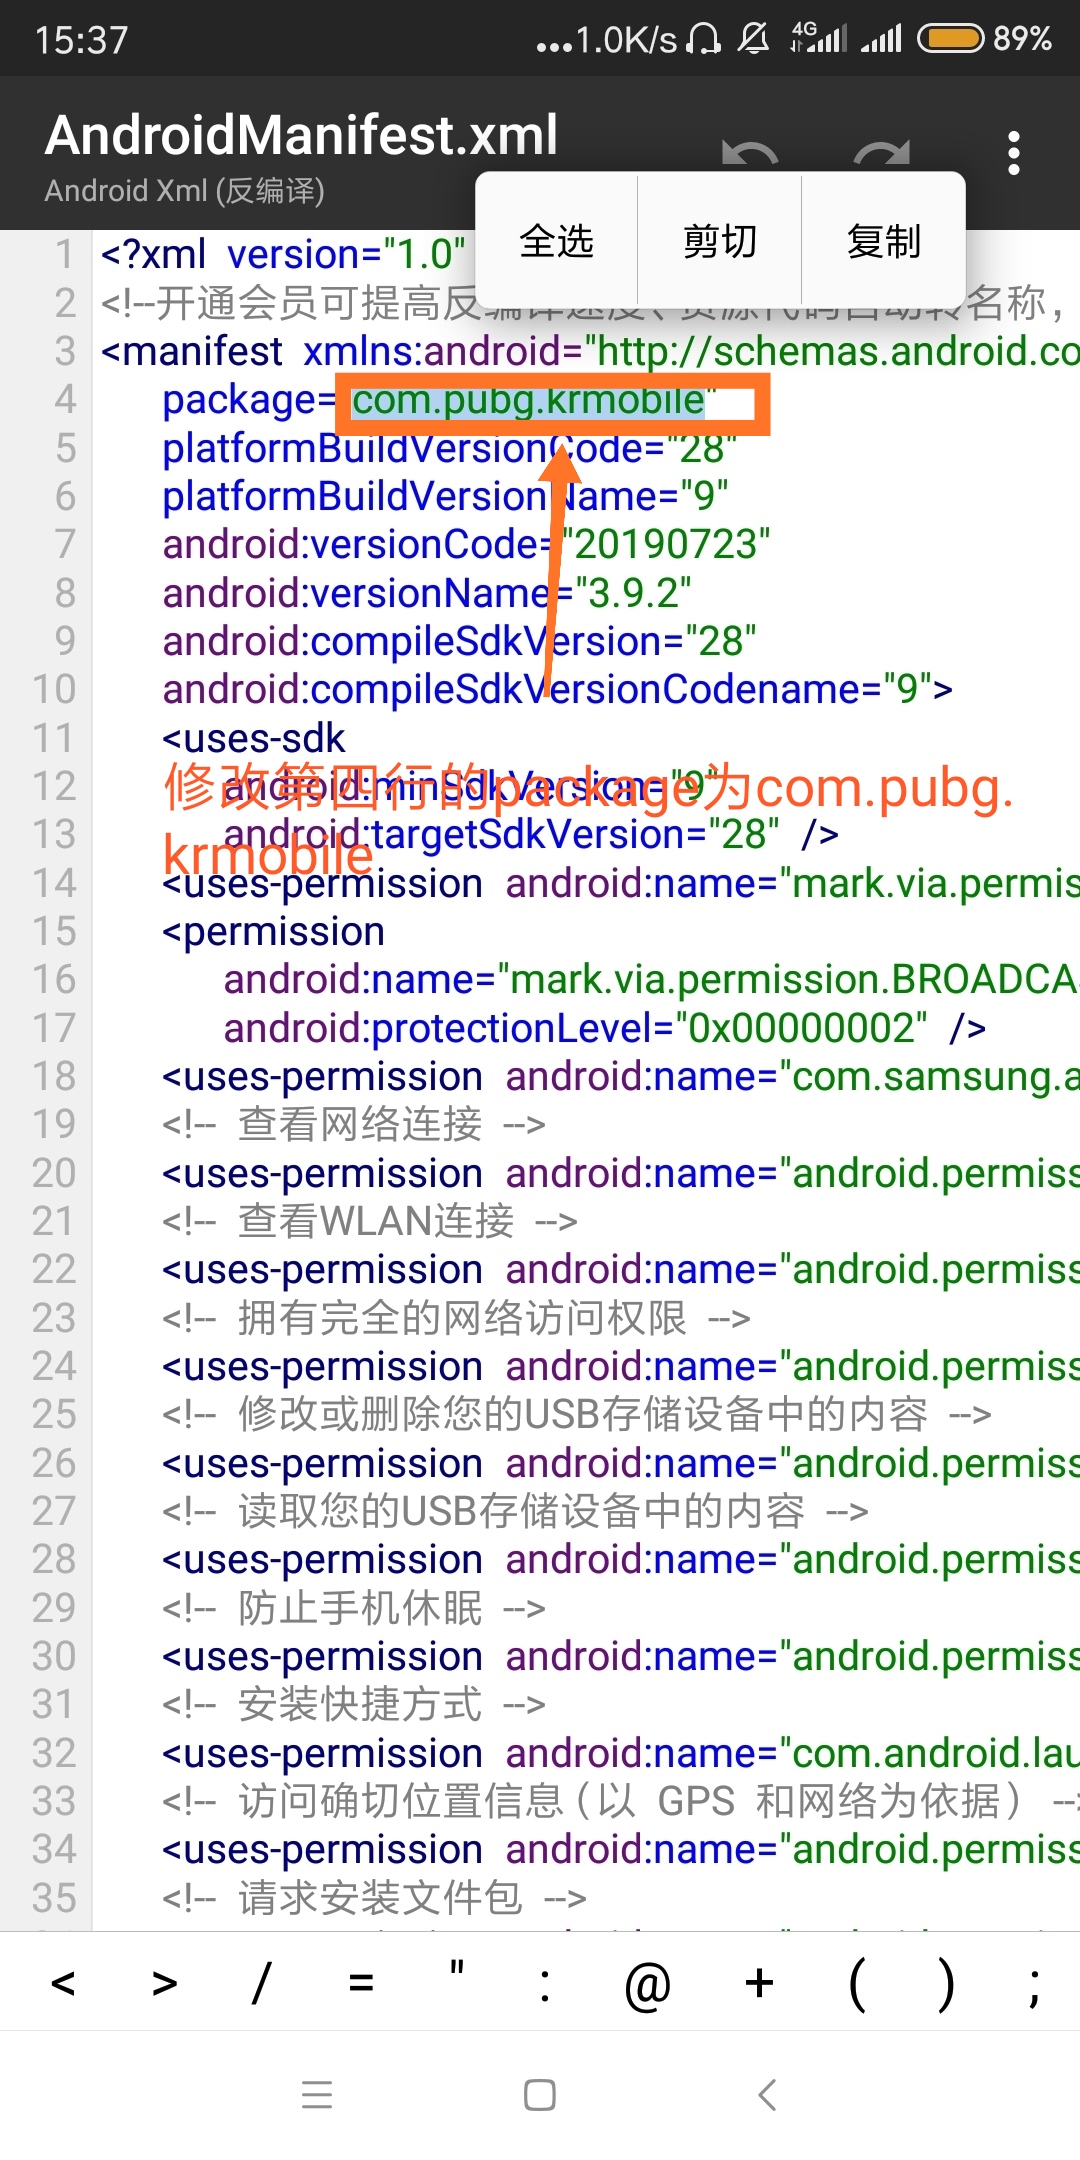 15:37
...1.0K/s 4G 89%
AndroidManifest.xml
Android Xml (反编译)
全选 剪切 复制
1 <?xml version="1.0"
2 <!--开通会员可提高反编译速度、资源代码自动转名称，
3 <manifest xmlns:android="http://schemas.android.co
4 package="com.pubg.krmobile"
5 platformBuildVersionCode="28"
6 platformBuildVersionName="9"
7 android:versionCode="20190723"
8 android:versionName="3.9.2"
9 android:compileSdkVersion="28"
10 android:compileSdkVersionCodename="9">
11 <uses-sdk
12 android:minSdkVersion="9"
修改第四行的package为com.pubg.
13 android:targetSdkVersion="28" />
krmobile
14 <uses-permission android:name="mark.via.permis
15 <permission
16 android:name="mark.via.permission.BROADCA
17 android:protectionLevel="0x00000002" />
18 <uses-permission android:name="com.samsung.a
19 <!-- 查看网络连接 -->
20 <uses-permission android:name="android.permiss
21 <!-- 查看WLAN连接 -->
22 <uses-permission android:name="android.permiss
23 <!-- 拥有完全的网络访问权限 -->
24 <uses-permission android:name="android.permiss
25 <!-- 修改或删除您的USB存储设备中的内容 -->
26 <uses-permission android:name="android.permiss
27 <!-- 读取您的USB存储设备中的内容 -->
28 <uses-permission android:name="android.permiss
29 <!-- 防止手机休眠 -->
30 <uses-permission android:name="android.permiss
31 <!-- 安装快捷方式 -->
32 <uses-permission android:name="com.android.lau
33 <!-- 访问确切位置信息（以 GPS 和网络为依据） --
34 <uses-permission android:name="android.permiss
35 <!-- 请求安装文件包 -->
< > / = " : @ + ( ) ;